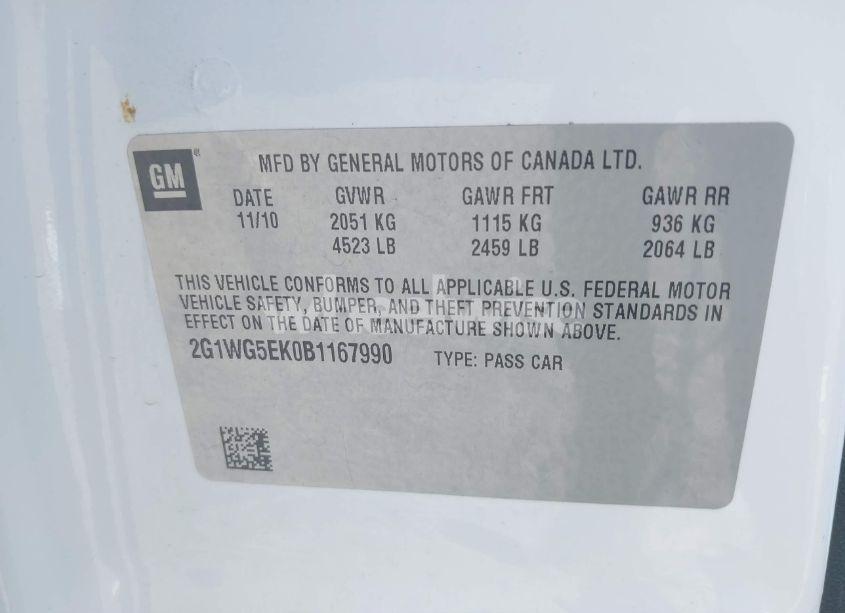 GM
MFD BY GENERAL MOTORS OF CANADA LTD.
DATE GVWR GAWR FRT GAWR RR
11/10 2051 KG 1115 KG 936 KG
4523 LB 2459 LB 2064 LB
THIS VEHICLE CONFORMS TO ALL APPLICABLE U.S. FEDERAL MOTOR
VEHICLE SAFETY, BUMPER, AND THEFT PREVENTION STANDARDS IN
EFFECT ON THE DATE OF MANUFACTURE SHOWN ABOVE.
2G1WG5EK0B1167990 TYPE: PASS CAR